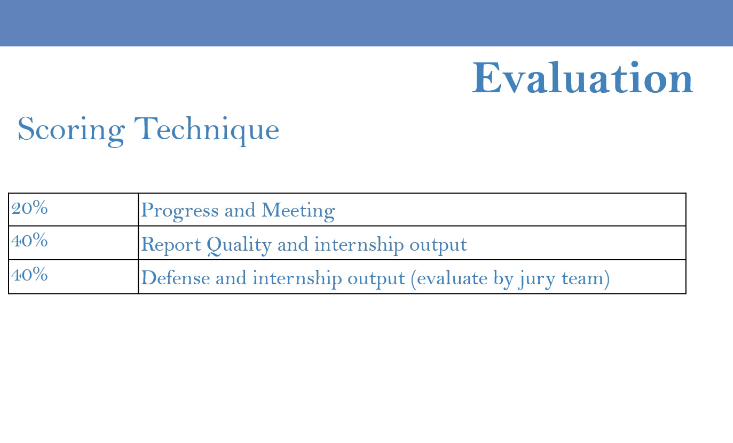 Evaluation
Scoring Technique
20% Progress and Meeting
40% Report Quality and internship output
40% Defense and internship output (evaluate by jury team)